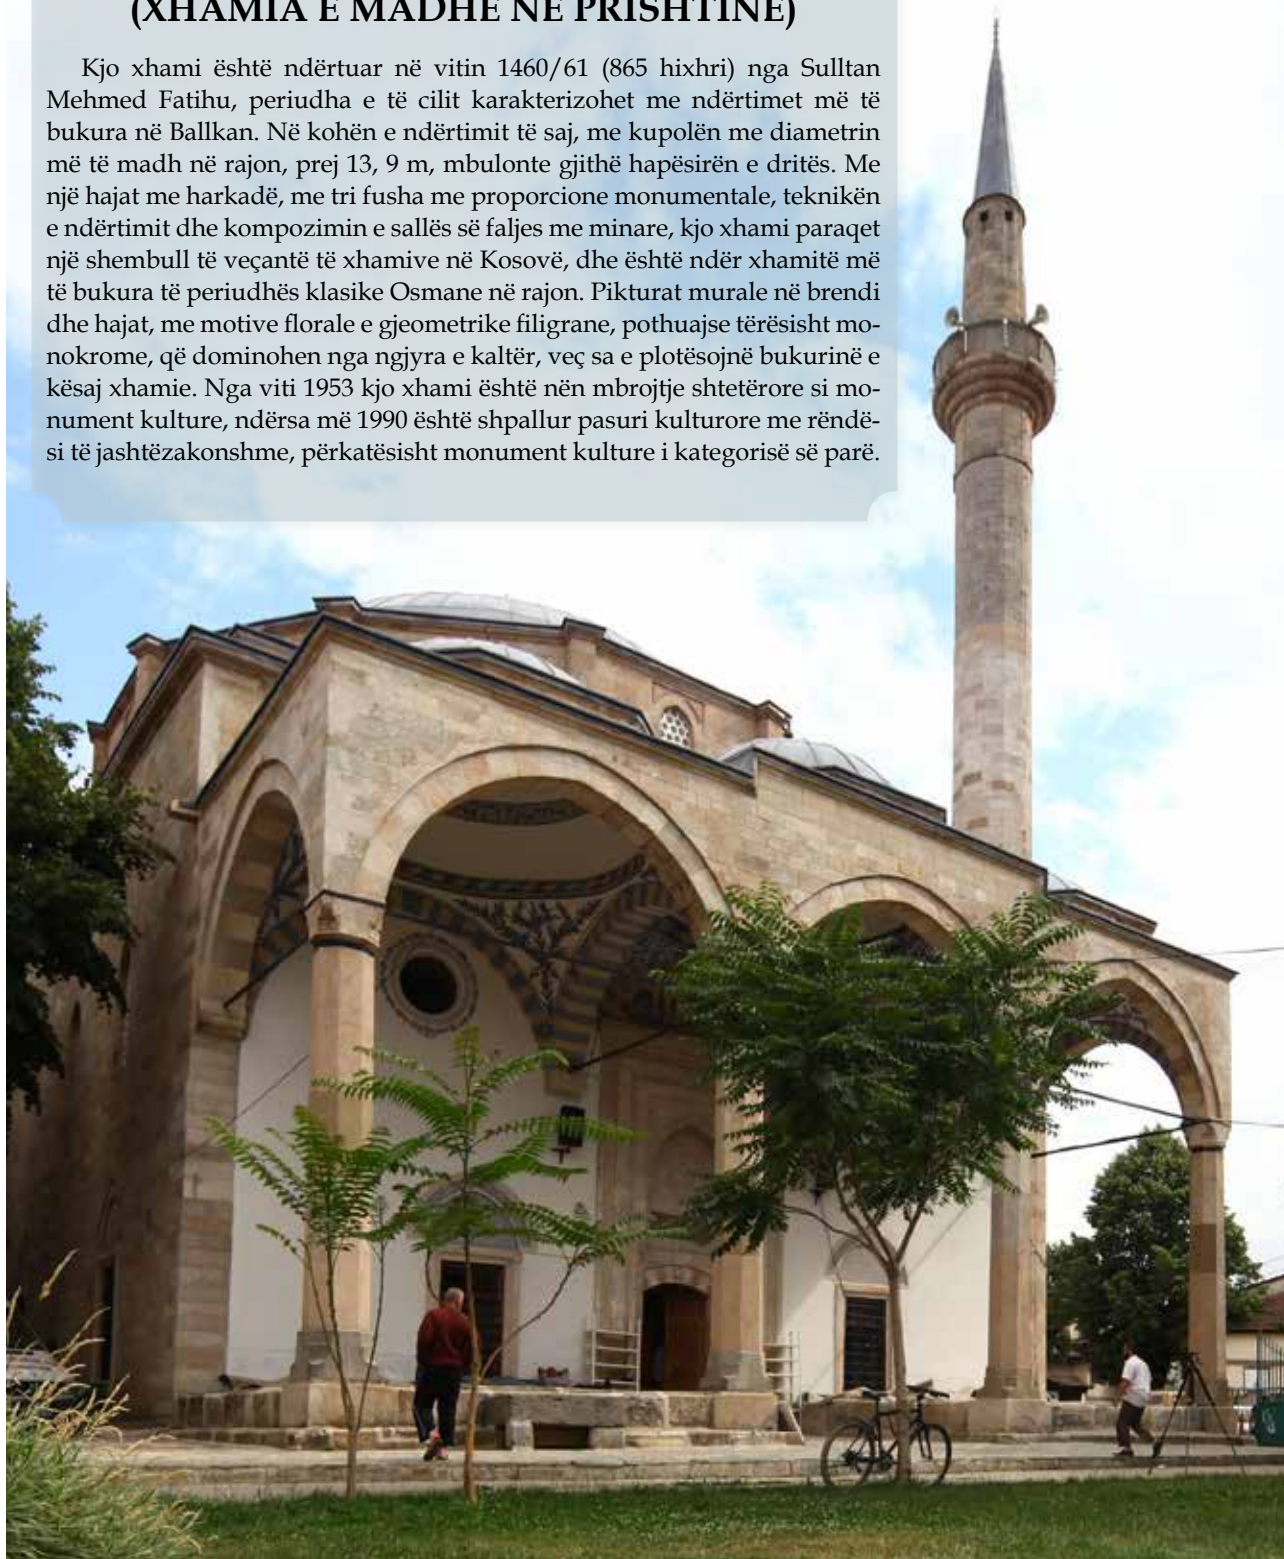 (XHAMIA E MADHE NË PRISHTINË)
Kjo xhami është ndërtuar në vitin 1460/61 (865 hixhri) nga Sulltan
Mehmed Fatihu, periudha e të cilit karakterizohet me ndërtimet më të
bukura në Ballkan. Në kohën e ndërtimit të saj, me kupolën me diametrin
më të madh në rajon, prej 13, 9 m, mbulonte gjithë hapësirën e dritës. Me
një hajat me harkadë, me tri fusha me proporcione monumentale, teknikën
e ndërtimit dhe kompozimin e sallës së faljes me minare, kjo xhami paraqet
një shembull të veçantë të xhamive në Kosovë, dhe është ndër xhamitë më
të bukura të periudhës klasike Osmane në rajon. Pikturat murale në brendi
dhe hajat, me motive florale e gjeometrike filigrane, pothuajse tërësisht mo-
nokrome, që dominohen nga ngjyra e kaltër, veç sa e plotësojnë bukurinë e
kësaj xhamie. Nga viti 1953 kjo xhami është nën mbrojtje shtetërore si mo-
nument kulture, ndërsa më 1990 është shpallur pasuri kulturore me rëndë-
si të jashtëzakonshme, përkatësisht monument kulture i kategorisë së parë.